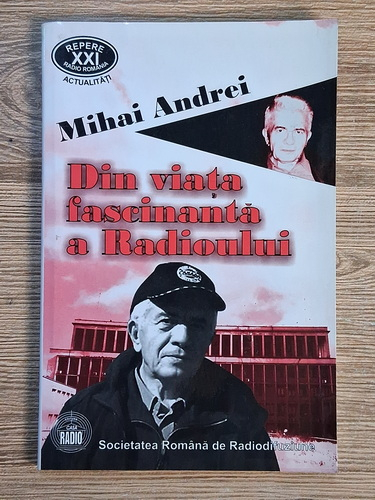 REPERE
XXI
RADIO ROMÂNIA
ACTUALITĂȚI
Mihai Andrei
Din viața
fascinantă
a Radioului
CASA
RADIO
Societatea Română de Radiodifuziune